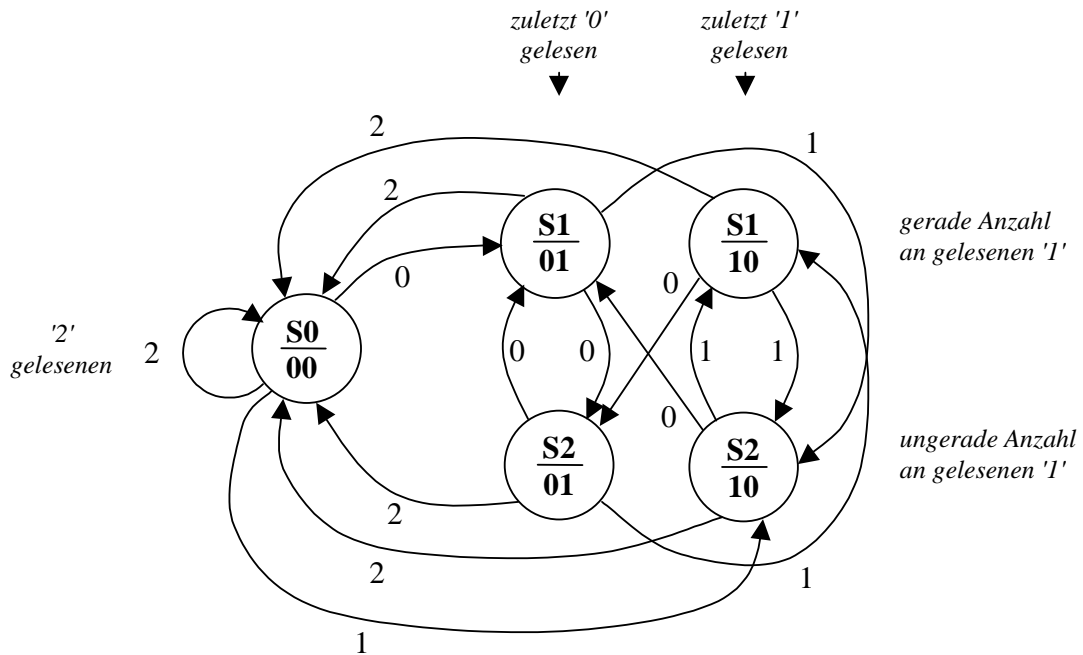 zuletzt '0'
gelesen
zuletzt '1'
gelesen
2
1
2
S1
01
S1
10
gerade Anzahl
an gelesenen '1'
0
0
S0
00
'2'
gelesenen
2
0
0
1
1
0
S2
01
S2
10
ungerade Anzahl
an gelesenen '1'
2
2
1
1